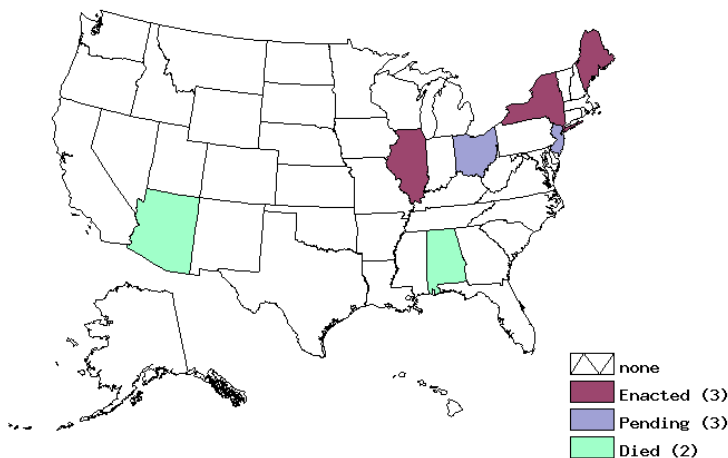 none
Enacted (3)
Pending (3)
Died (2)